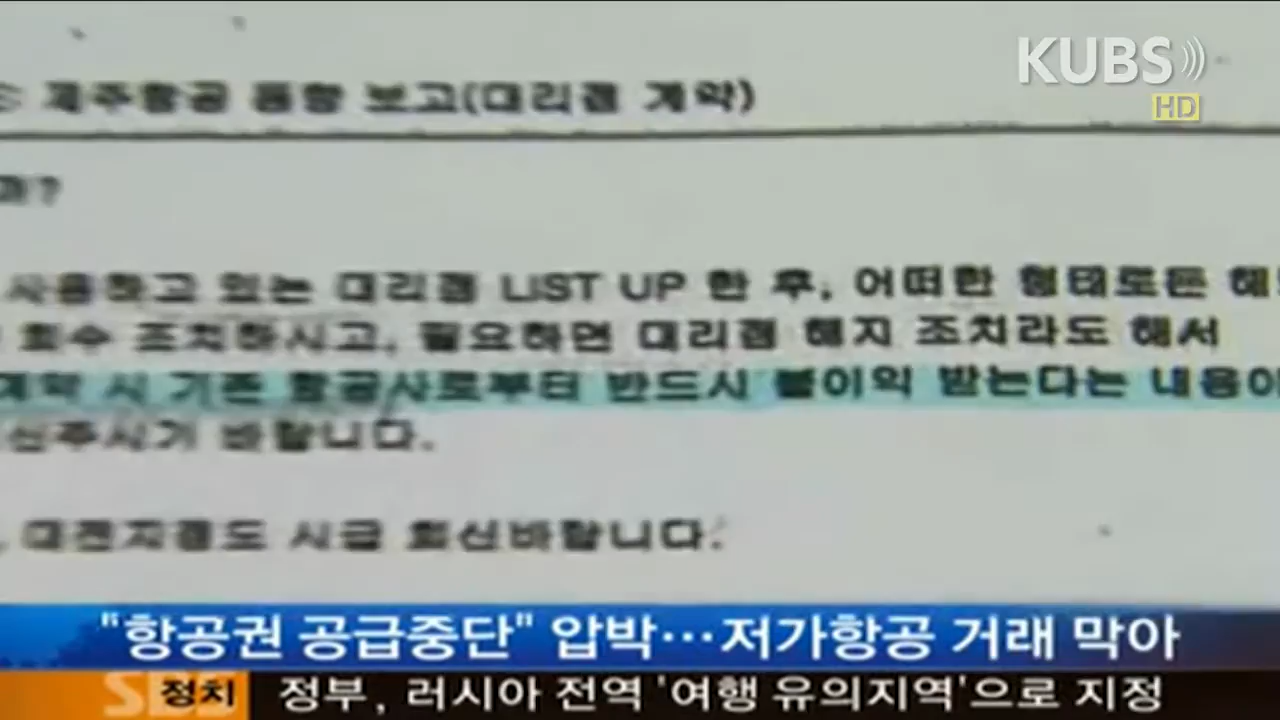 KUBS
HD
: 제주항공 동향 보고(대리점 계약)
사용하고 있는 대리점 LIST UP 한 후, 어떠한 형태로든
회수 조치하시고, 필요하면 대리점 해지 조치라도 해서
계약 시 기존 항공사로부터 반드시 불이익 받는다는 내용이
바랍니다.
대전지점도 시급 회신바랍니다.
"항공권 공급중단" 압박…저가항공 거래 막아
SBS 정치 정부, 러시아 전역 '여행 유의지역'으로 지정